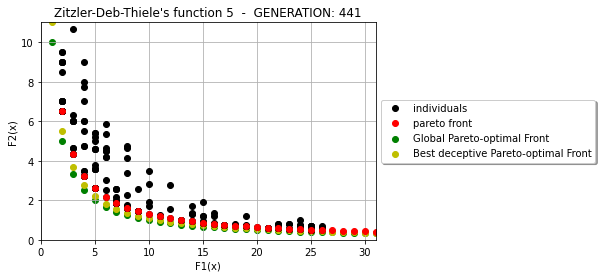 Zitzler-Deb-Thiele's function 5 - GENERATION: 441
F2(x)
10
8
6
4
2
0
0 5 10 15 20 25 30
F1(x)
individuals
pareto front
Global Pareto-optimal Front
Best deceptive Pareto-optimal Front